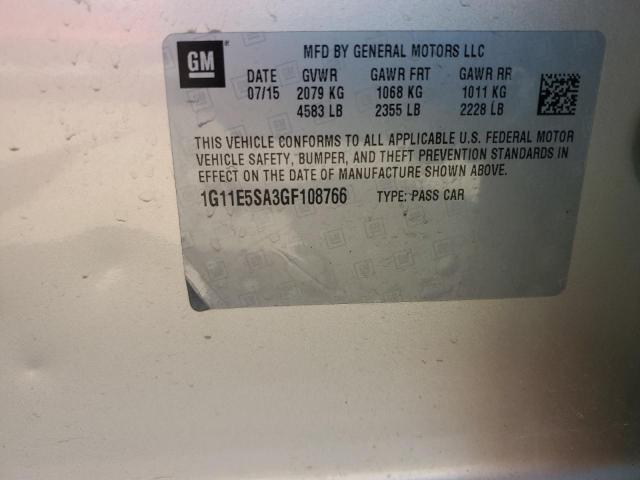 GM MFD BY GENERAL MOTORS LLC
DATE GVWR GAWR FRT GAWR RR
07/15 2079 KG 1068 KG 1011 KG
4583 LB 2355 LB 2228 LB
THIS VEHICLE CONFORMS TO ALL APPLICABLE U.S. FEDERAL MOTOR
VEHICLE SAFETY, BUMPER, AND THEFT PREVENTION STANDARDS IN
EFFECT ON THE DATE OF MANUFACTURE SHOWN ABOVE.
1G11E5SA3GF108766 TYPE: PASS CAR